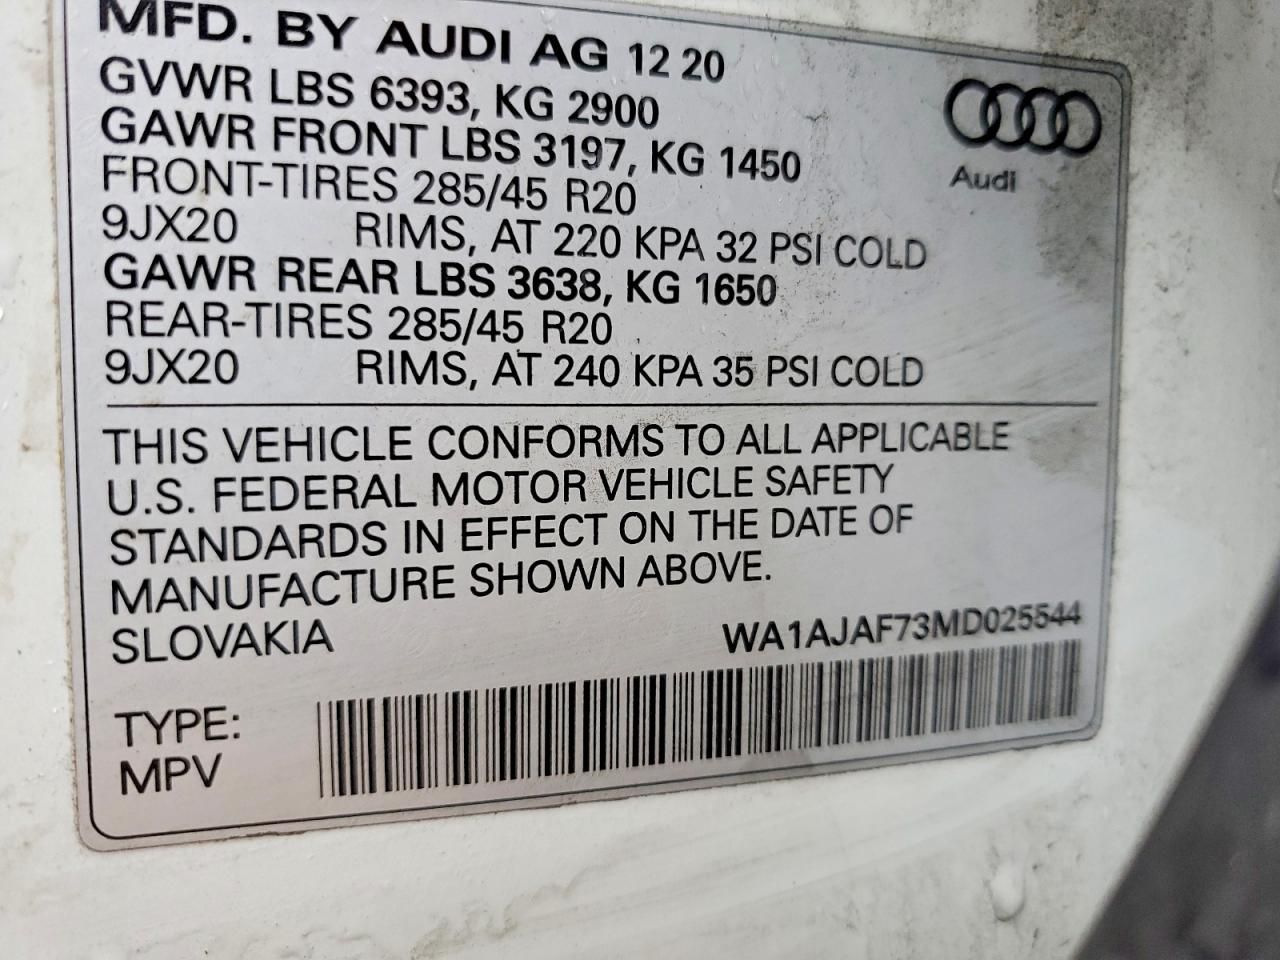 MFD. BY AUDI AG 12 20
GVWR LBS 6393, KG 2900
GAWR FRONT LBS 3197, KG 1450
FRONT-TIRES 285/45 R20
9JX20 RIMS, AT 220 KPA 32 PSI COLD
GAWR REAR LBS 3638, KG 1650
REAR-TIRES 285/45 R20
9JX20 RIMS, AT 240 KPA 35 PSI COLD
Audi
THIS VEHICLE CONFORMS TO ALL APPLICABLE
U.S. FEDERAL MOTOR VEHICLE SAFETY
STANDARDS IN EFFECT ON THE DATE OF
MANUFACTURE SHOWN ABOVE.
SLOVAKIA WA1AJAF73MD025544
TYPE:
MPV